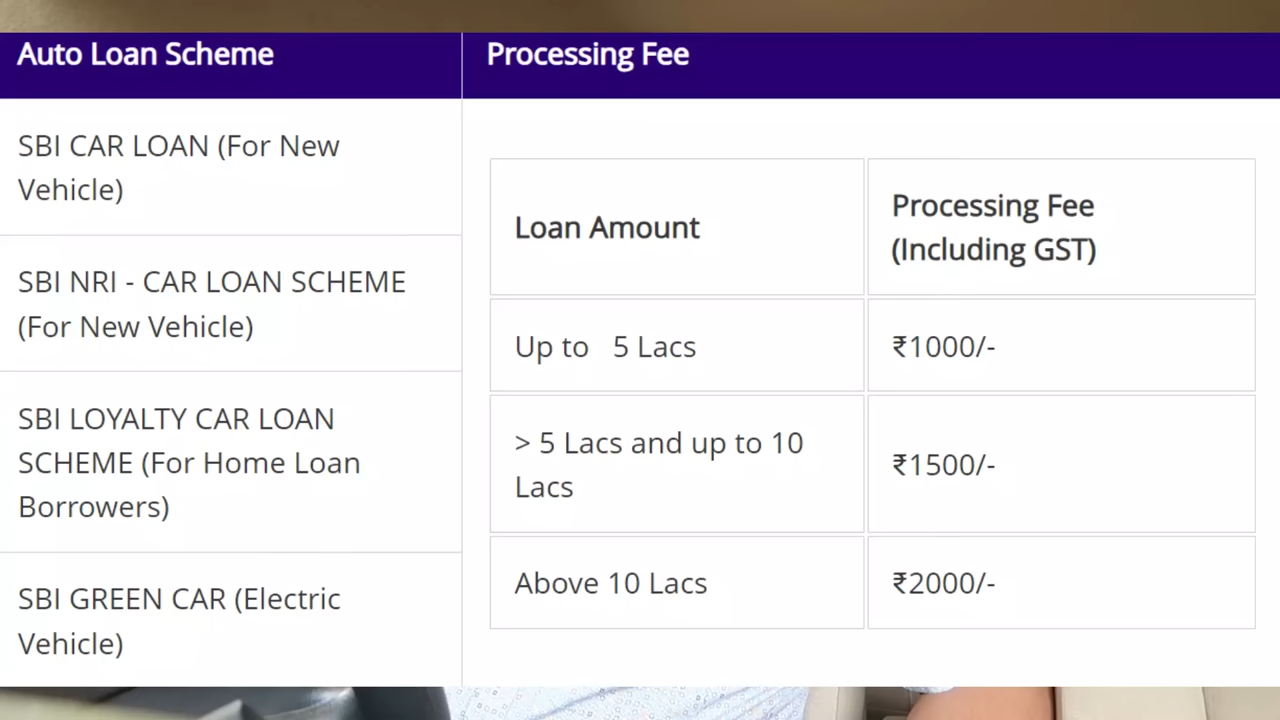 Auto Loan Scheme
Processing Fee
SBI CAR LOAN (For New
Vehicle)
SBI NRI - CAR LOAN SCHEME
(For New Vehicle)
SBI LOYALTY CAR LOAN
SCHEME (For Home Loan
Borrowers)
SBI GREEN CAR (Electric
Vehicle)
Loan Amount
Processing Fee
(Including GST)
Up to 5 Lacs
₹1000/-
> 5 Lacs and up to 10
Lacs
₹1500/-
Above 10 Lacs
₹2000/-